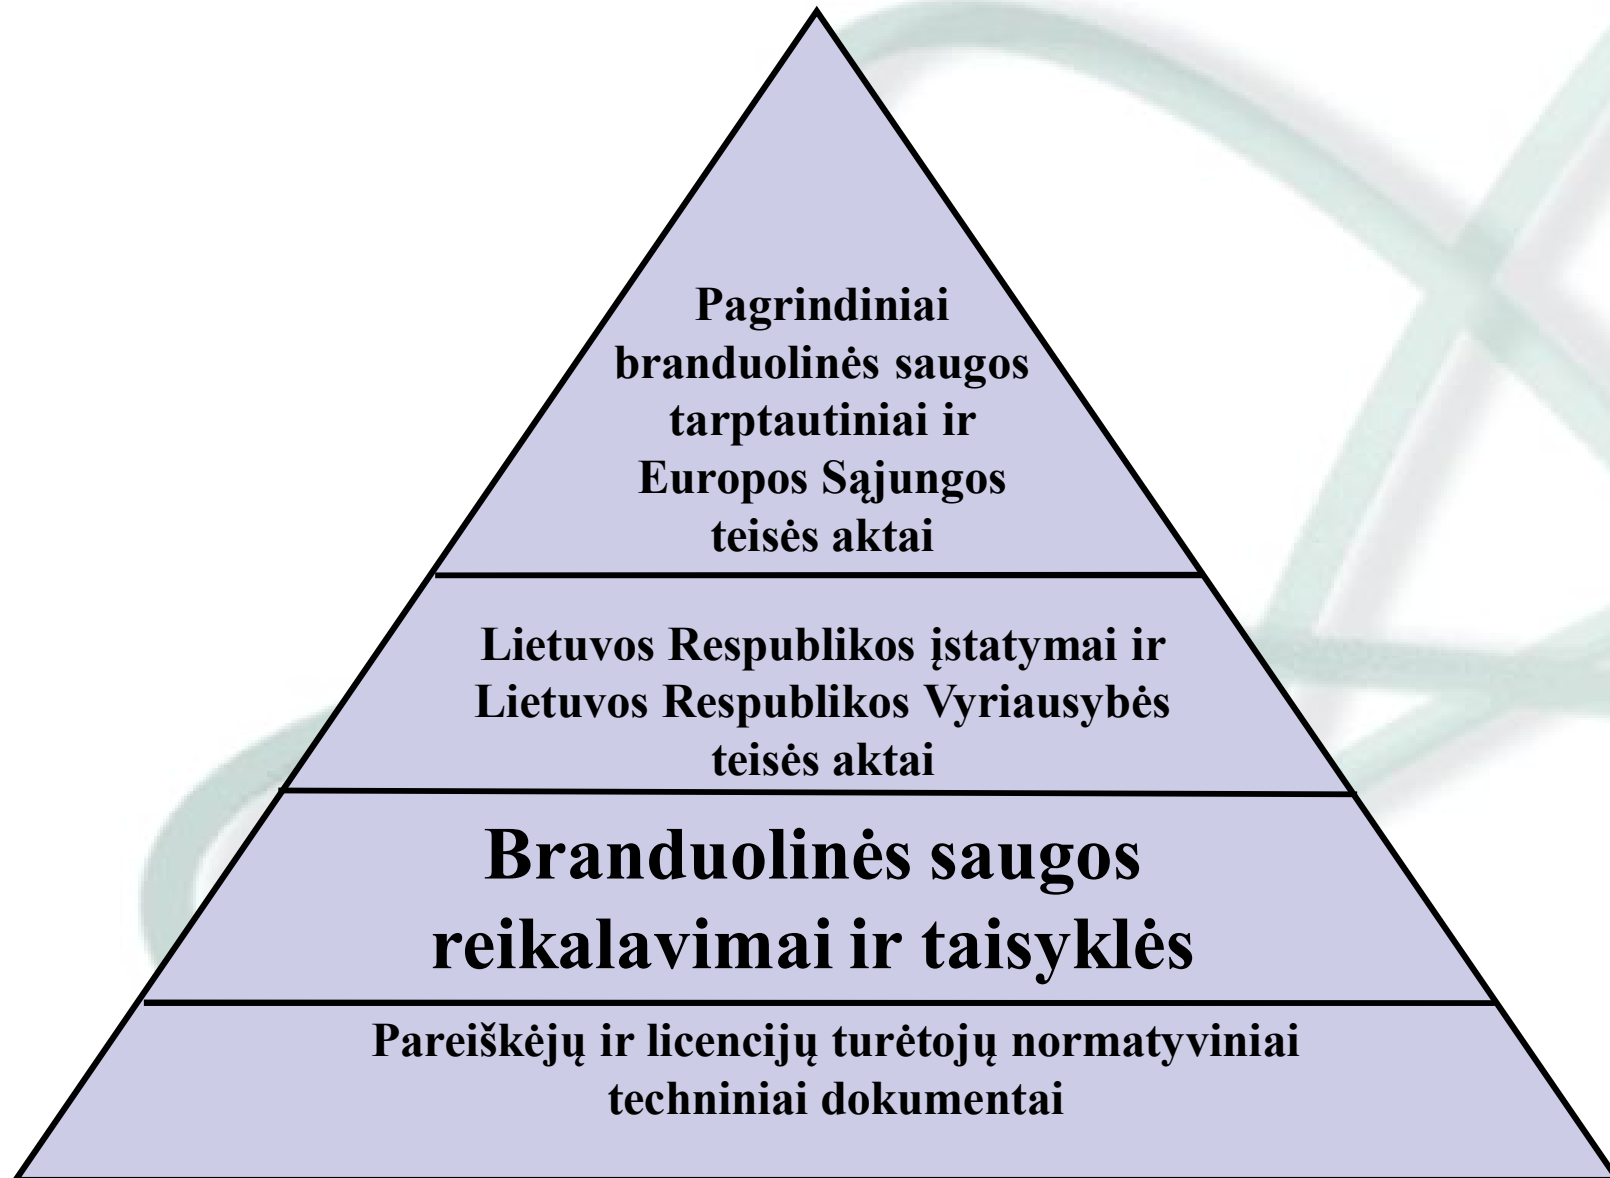 Pagrindiniai
branduolinės saugos
tarptautiniai ir
Europos Sąjungos
teisės aktai
Lietuvos Respublikos įstatymai ir
Lietuvos Respublikos Vyriausybės
teisės aktai
Branduolinės saugos
reikalavimai ir taisyklės
Pareiškėjų ir licencijų turėtojų normatyviniai
techniniai dokumentai